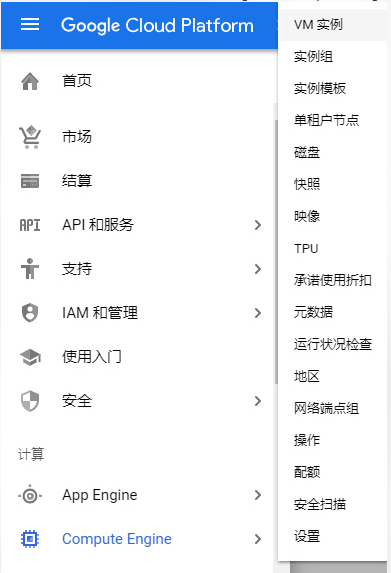 Google Cloud Platform
首页
市场
结算
API 和服务
支持
IAM 和管理
使用入门
安全
计算
App Engine
Compute Engine
VM 实例
实例组
实例模板
单租户节点
磁盘
快照
映像
TPU
承诺使用折扣
元数据
运行状况检查
地区
网络端点组
操作
配额
安全扫描
设置